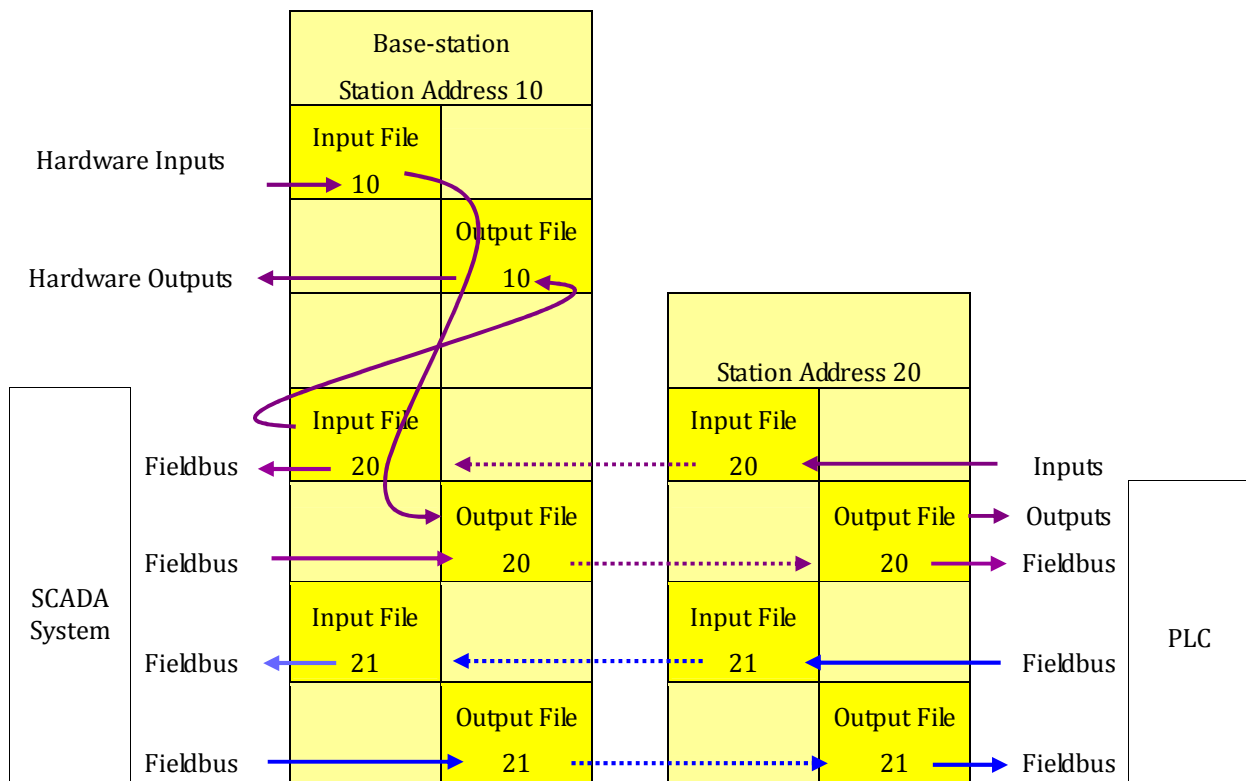 Base-station
Station Address 10
Input File
Hardware Inputs
10
Output File
Hardware Outputs
10
Station Address 20
Input File
Input File
Fieldbus
20
20
Inputs
Output File
Output File
Outputs
Fieldbus
20
20
Fieldbus
SCADA
System
Input File
Input File
PLC
Fieldbus
21
21
Fieldbus
Output File
Output File
Fieldbus
21
21
Fieldbus